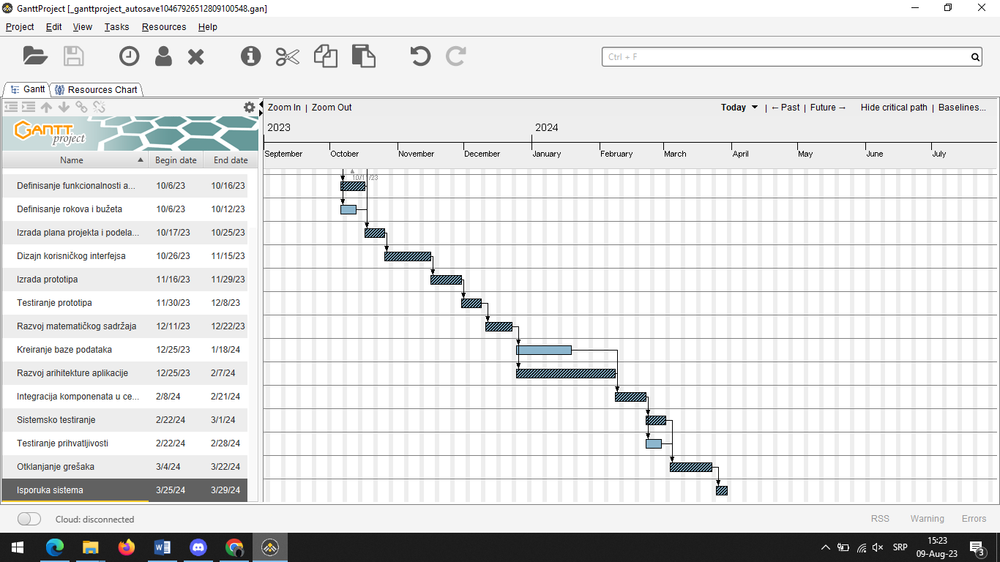 GanttProject [_ganttproject_autosave10467926512809100548.gan]
Project Edit View Tasks Resources Help
Ctrl + F
Gantt Resources Chart
Zoom In | Zoom Out Today | ← Past | Future → Hide critical path | Baselines...
GANTT project
2023 2024
Name Begin date End date
September October November December January February March April May June July
10/11/23
Definisanje funkcionalnosti a... 10/6/23 10/16/23
Definisanje rokova i bužeta 10/6/23 10/12/23
Izrada plana projekta i podela... 10/17/23 10/25/23
Dizajn korisničkog interfejsa 10/26/23 11/15/23
Izrada prototipa 11/16/23 11/29/23
Testiranje prototipa 11/30/23 12/8/23
Razvoj matematičkog sadržaja 12/11/23 12/22/23
Kreiranje baze podataka 12/25/23 1/18/24
Razvoj arihitekture aplikacije 12/25/23 2/7/24
Integracija komponenata u ce... 2/8/24 2/21/24
Sistemsko testiranje 2/22/24 3/1/24
Testiranje prihvatljivosti 2/22/24 2/28/24
Otklanjanje grešaka 3/4/24 3/22/24
Isporuka sistema 3/25/24 3/29/24
Cloud: disconnected RSS Warning Errors
SRP 15:23
09-Aug-23
3